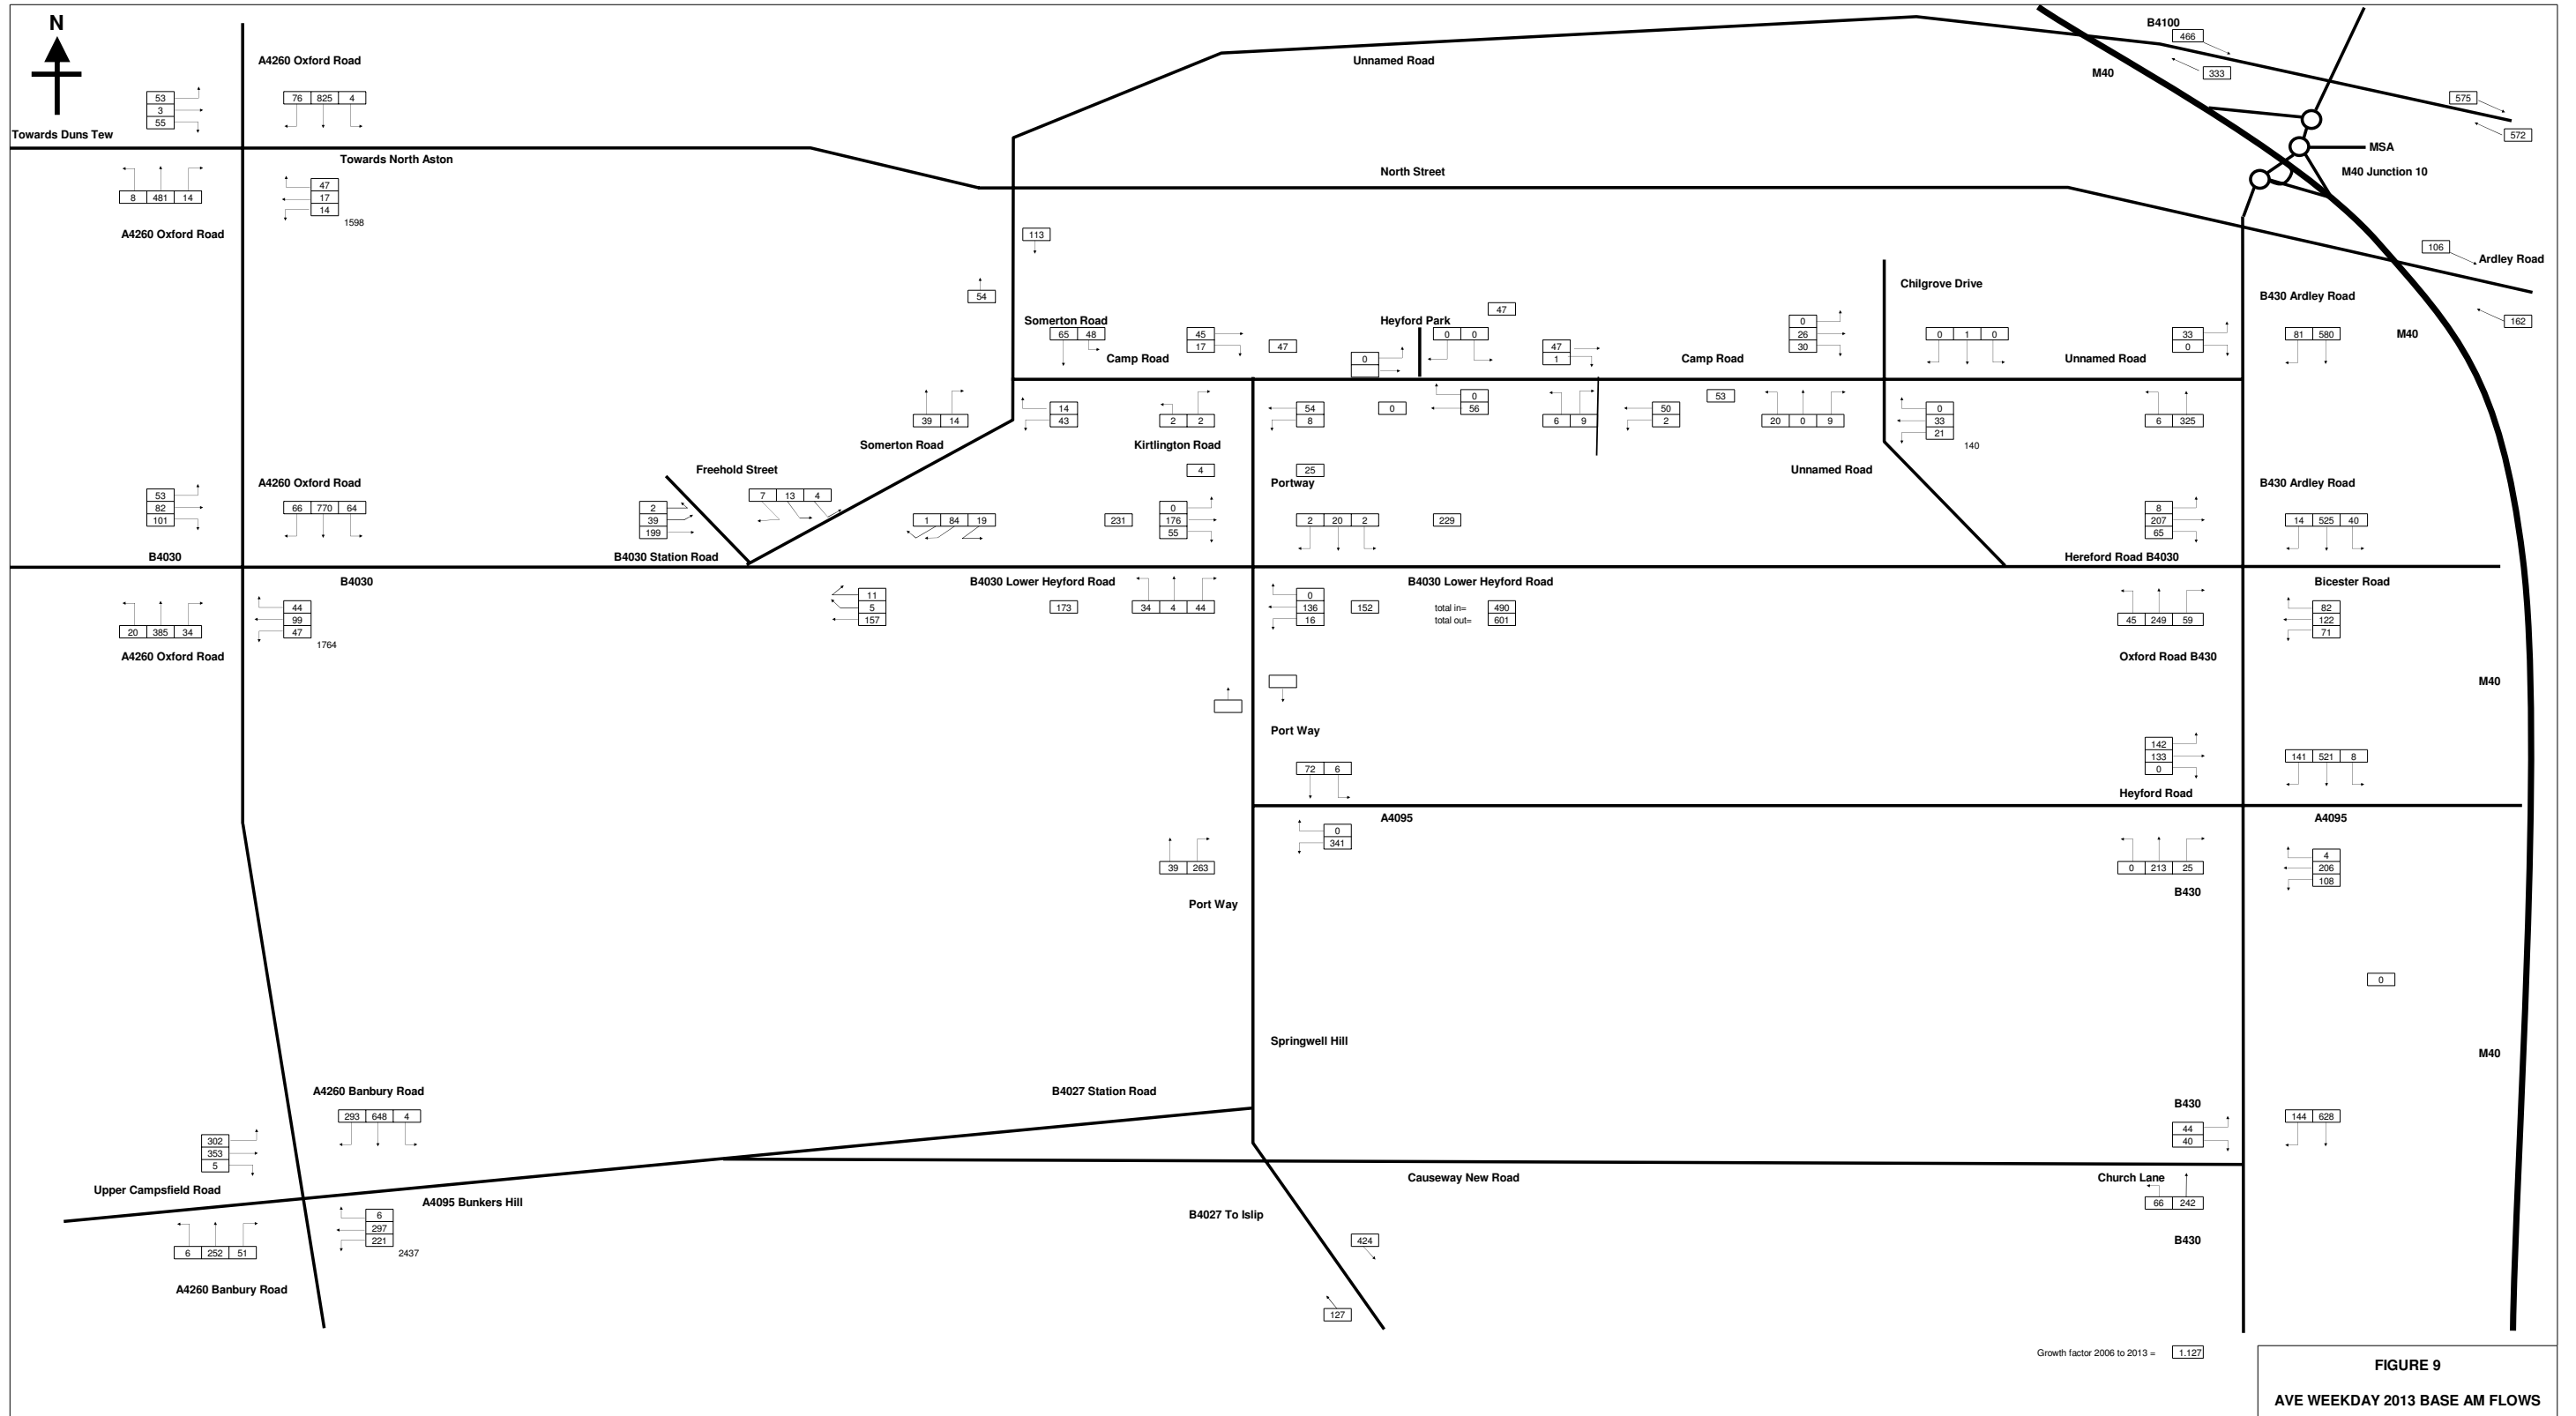 N
B4100
466
A4260 Oxford Road
Unnamed Road
M40
333
53
3
55
76 825 4
575
Towards Duns Tew
572
Towards North Aston
MSA
North Street
M40 Junction 10
8 481 14
47
17
14
1598
A4260 Oxford Road
113
106
Ardley Road
Chilgrove Drive
54
B430 Ardley Road
47
Somerton Road
Heyford Park
162
65 48
45
17
47
0 0
47
1
0
26
30
0 1 0
33
0
81 580
M40
Camp Road
0
Camp Road
Unnamed Road
39 14
14
43
2 2
54
8
0
0
56
6 9
50
2
53
20 0 9
0
33
21
140
6 325
Somerton Road
Kirtlington Road
Freehold Street
4
25
Unnamed Road
A4260 Oxford Road
Portway
B430 Ardley Road
53
82
101
66 770 64
2
39
199
7 13 4
1 84 19
231
0
176
55
2 20 2
229
8
207
65
14 525 40
B4030
B4030 Station Road
Hereford Road B4030
B4030
B4030 Lower Heyford Road
B4030 Lower Heyford Road
Bicester Road
20 385 34
44
99
47
1764
11
5
157
173
34 4 44
0
136
16
152
total in= 490
total out= 601
45 249 59
82
122
71
A4260 Oxford Road
Oxford Road B430
M40
Port Way
72 6
142
133
0
141 521 8
Heyford Road
A4095
A4095
0
341
39 263
0 213 25
4
206
108
B430
Port Way
0
Springwell Hill
M40
A4260 Banbury Road
B4027 Station Road
B430
293 648 4
144 628
302
353
5
44
40
Upper Campsfield Road
A4095 Bunkers Hill
Causeway New Road
Church Lane
66 242
6 252 51
6
297
221
2437
B4027 To Islip
424
B430
A4260 Banbury Road
127
Growth factor 2006 to 2013 = 1.127
FIGURE 9
AVE WEEKDAY 2013 BASE AM FLOWS